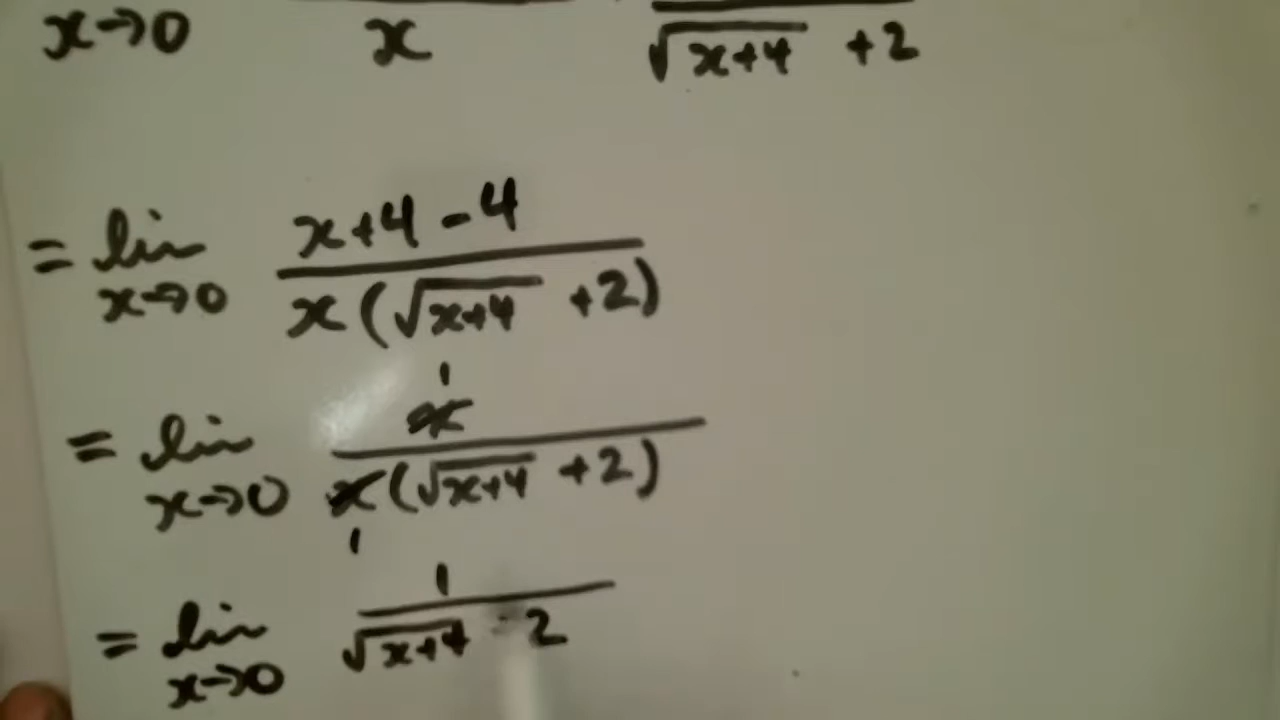 x→0 x √x+4 +2
= lim x+4-4
x→0 x(√x+4 +2)
= lim 1
x
x→0 x(√x+4 +2)
1
= lim 1
x→0 √x+4 - 2